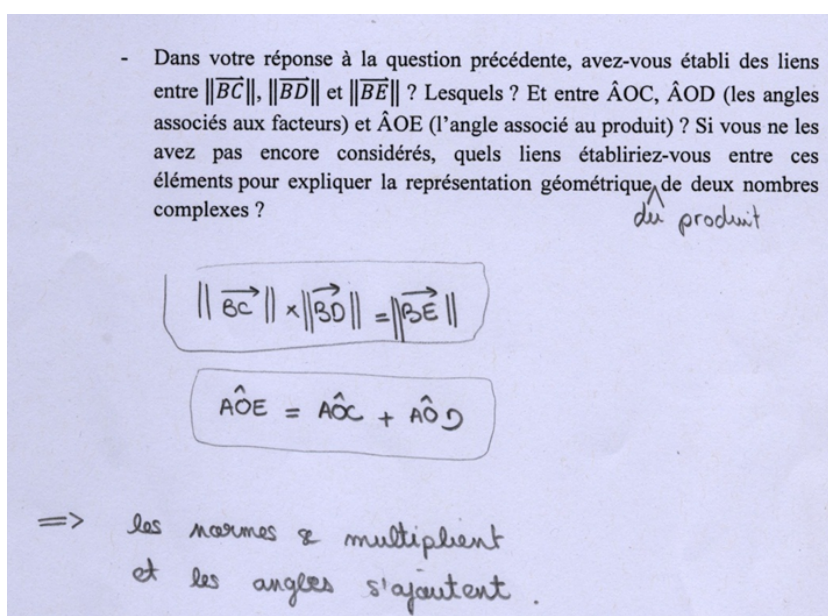 - Dans votre réponse à la question précédente, avez-vous établi des liens
entre ||BC||, ||BD|| et ||BE|| ? Lesquels ? Et entre ÂOC, ÂOD (les angles
associés aux facteurs) et ÂOE (l'angle associé au produit) ? Si vous ne les
avez pas encore considérés, quels liens établiriez-vous entre ces
éléments pour expliquer la représentation géométrique de deux nombres
complexes ?
du produit
||BC|| × ||BD|| = ||BE||
AÔE = AÔC + AÔD
=> les normes se multiplient
et les angles s'ajoutent.